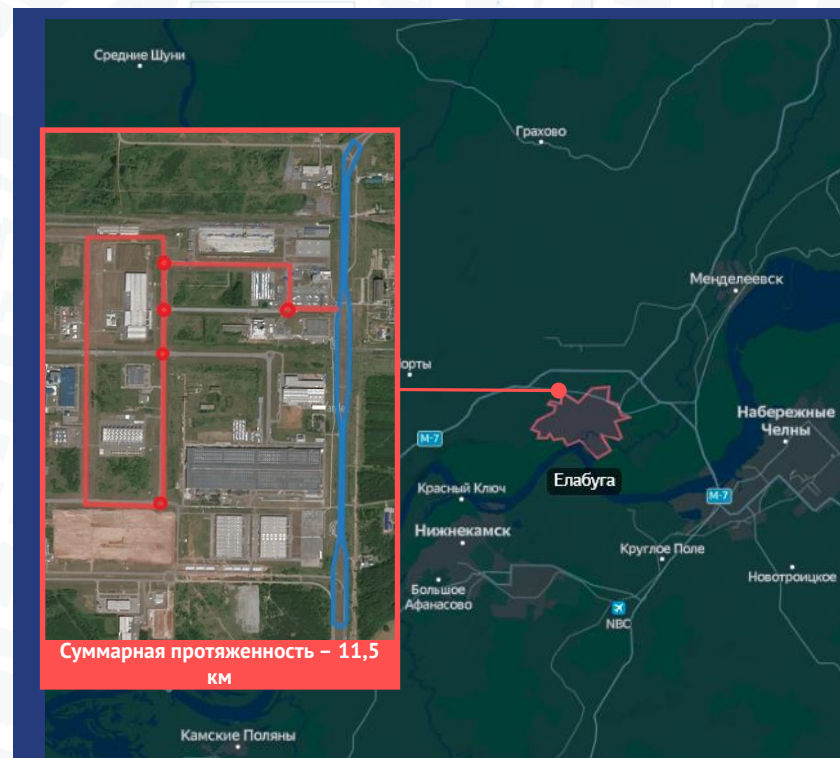 Средние Шуни
Грахово
Менделеевск
М-7
Набережные
Челны
Елабуга
Красный Ключ
М-7
Нижнекамск
Круглое Поле
Новотроицкое
Большое
Афанасово
NBC
Суммарная протяженность – 11,5
км
Камские Поляны